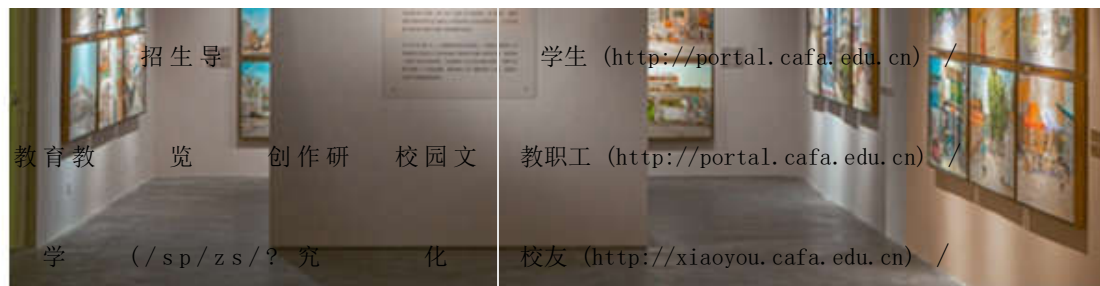 招生导 学生 (http://portal.cafa.edu.cn) /
教育教 览 创作研 校园文 教职工 (http://portal.cafa.edu.cn) /
学 (/sp/zs/? 究 化 校友 (http://xiaoyou.cafa.edu.cn) /